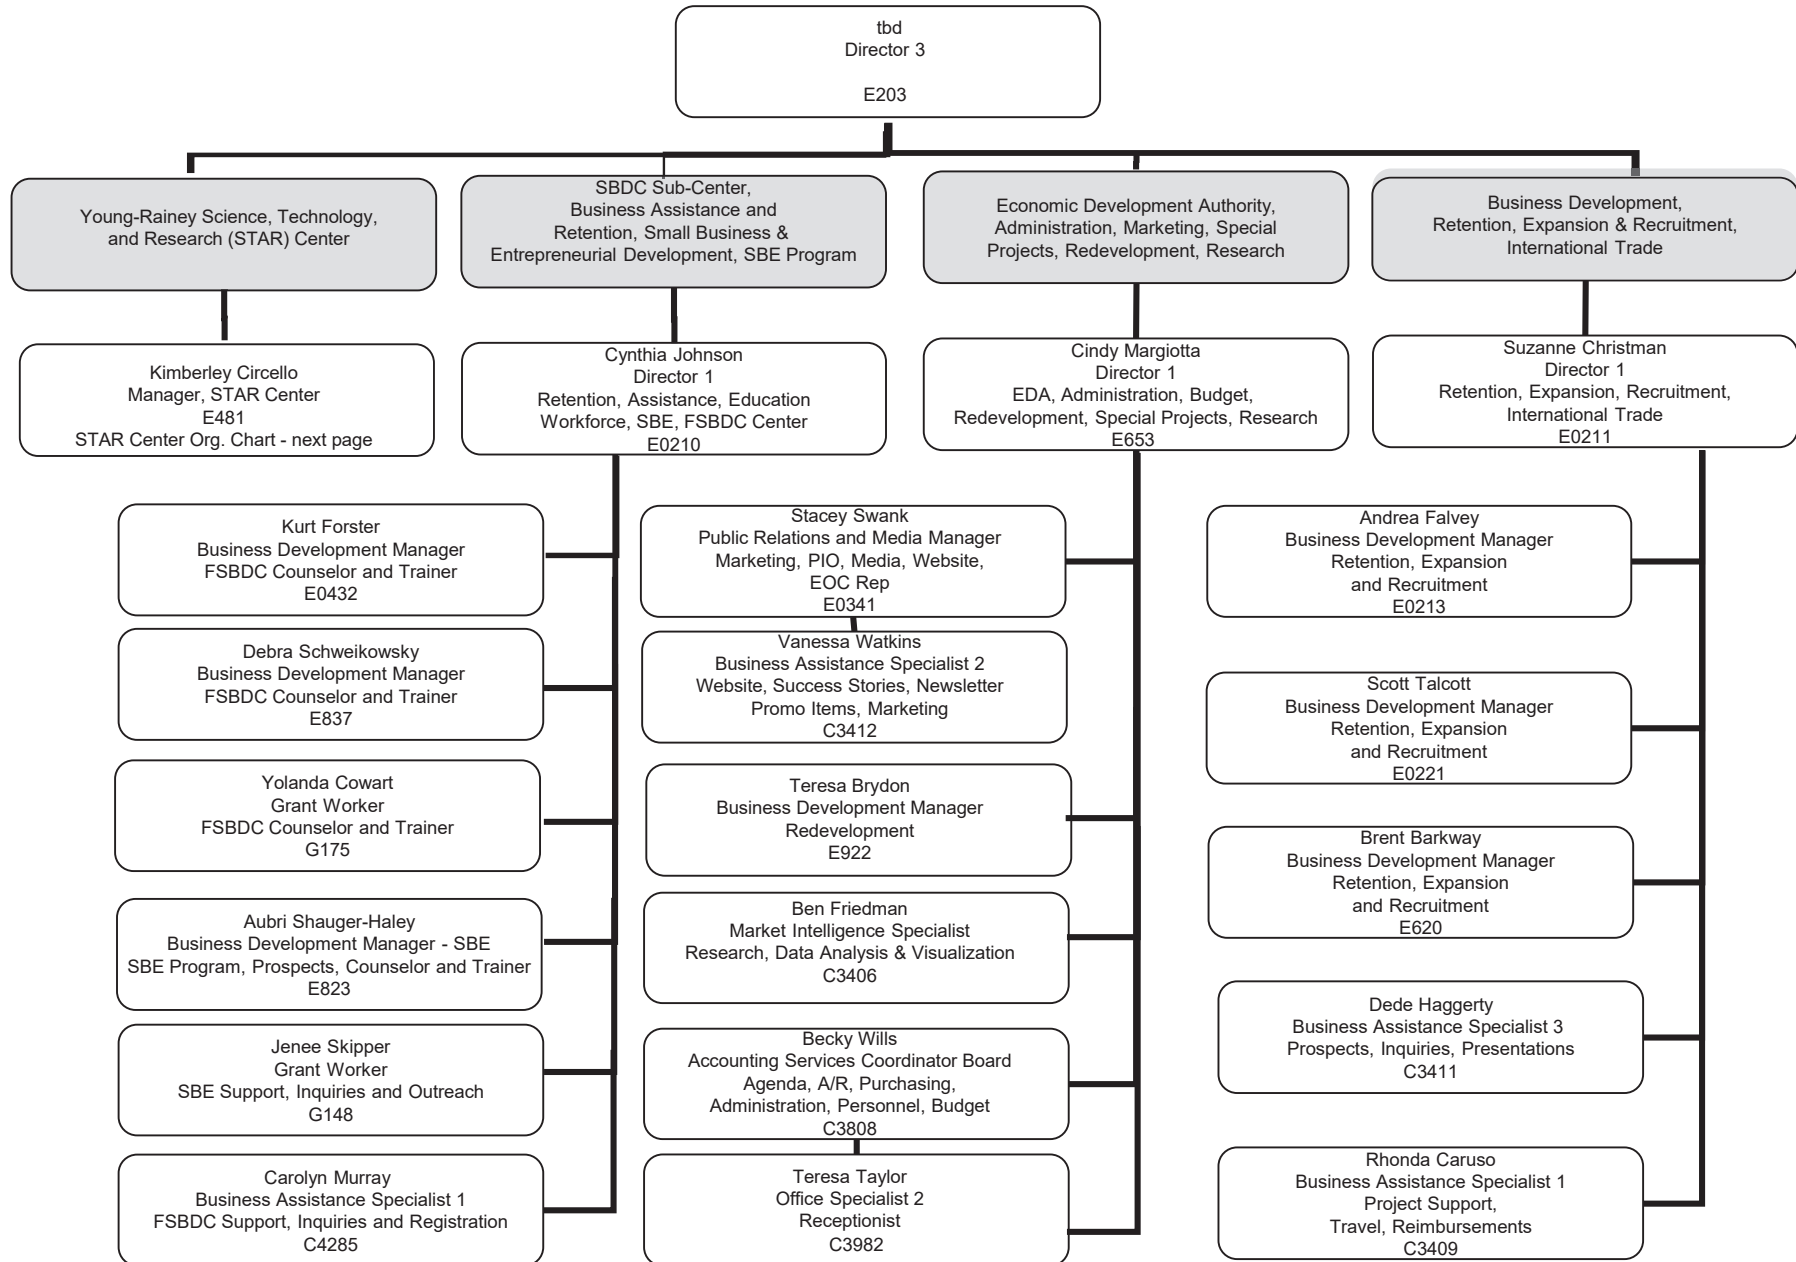 tbd
Director 3
E203
Young-Rainey Science, Technology,
and Research (STAR) Center
SBDC Sub-Center,
Business Assistance and
Retention, Small Business &
Entrepreneurial Development, SBE Program
Economic Development Authority,
Administration, Marketing, Special
Projects, Redevelopment, Research
Business Development,
Retention, Expansion & Recruitment,
International Trade
Kimberley Circello
Manager, STAR Center
E481
STAR Center Org. Chart - next page
Cynthia Johnson
Director 1
Retention, Assistance, Education
Workforce, SBE, FSBDC Center
E0210
Cindy Margiotta
Director 1
EDA, Administration, Budget,
Redevelopment, Special Projects, Research
E653
Suzanne Christman
Director 1
Retention, Expansion, Recruitment,
International Trade
E0211
Kurt Forster
Business Development Manager
FSBDC Counselor and Trainer
E0432
Debra Schweikowsky
Business Development Manager
FSBDC Counselor and Trainer
E837
Yolanda Cowart
Grant Worker
FSBDC Counselor and Trainer
G175
Aubri Shauger-Haley
Business Development Manager - SBE
SBE Program, Prospects, Counselor and Trainer
E823
Jenee Skipper
Grant Worker
SBE Support, Inquiries and Outreach
G148
Carolyn Murray
Business Assistance Specialist 1
FSBDC Support, Inquiries and Registration
C4285
Stacey Swank
Public Relations and Media Manager
Marketing, PIO, Media, Website,
EOC Rep
E0341
Vanessa Watkins
Business Assistance Specialist 2
Website, Success Stories, Newsletter
Promo Items, Marketing
C3412
Teresa Brydon
Business Development Manager
Redevelopment
E922
Ben Friedman
Market Intelligence Specialist
Research, Data Analysis & Visualization
C3406
Becky Wills
Accounting Services Coordinator Board
Agenda, A/R, Purchasing,
Administration, Personnel, Budget
C3808
Teresa Taylor
Office Specialist 2
Receptionist
C3982
Andrea Falvey
Business Development Manager
Retention, Expansion
and Recruitment
E0213
Scott Talcott
Business Development Manager
Retention, Expansion
and Recruitment
E0221
Brent Barkway
Business Development Manager
Retention, Expansion
and Recruitment
E620
Dede Haggerty
Business Assistance Specialist 3
Prospects, Inquiries, Presentations
C3411
Rhonda Caruso
Business Assistance Specialist 1
Project Support,
Travel, Reimbursements
C3409